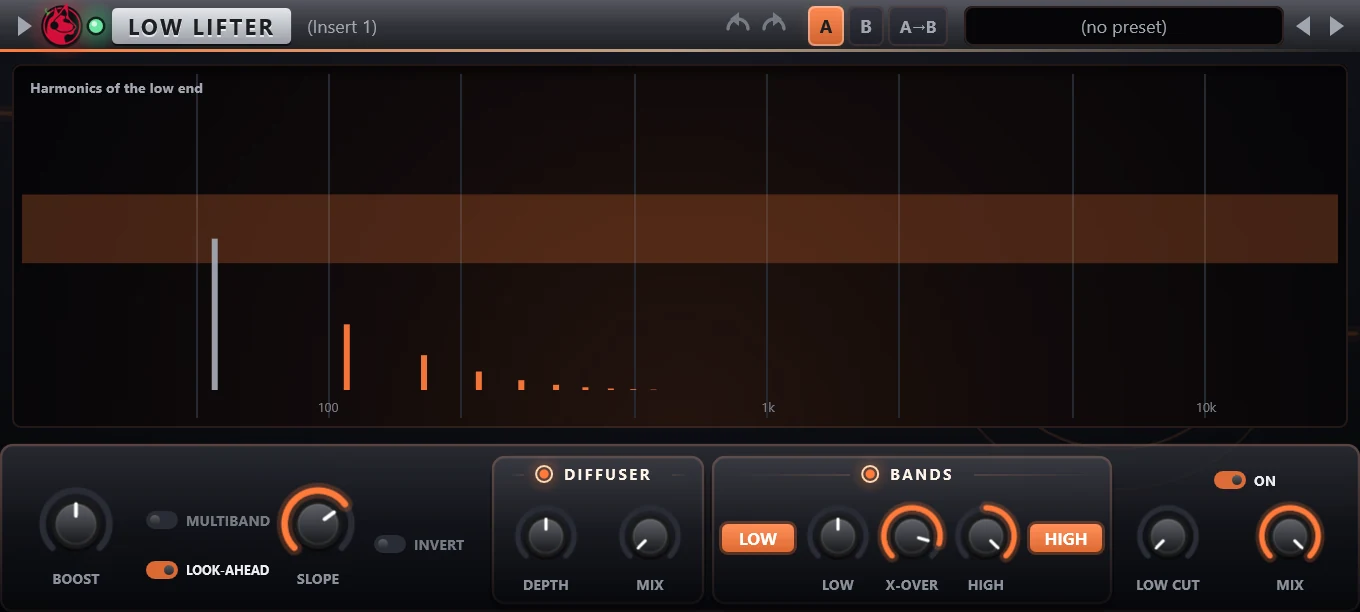 LOW LIFTER (Insert 1) A B A→B (no preset)
Harmonics of the low end
100 1k 10k
DIFFUSER BANDS ON
MULTIBAND INVERT LOW HIGH
LOOK-AHEAD
BOOST SLOPE DEPTH MIX LOW X-OVER HIGH LOW CUT MIX